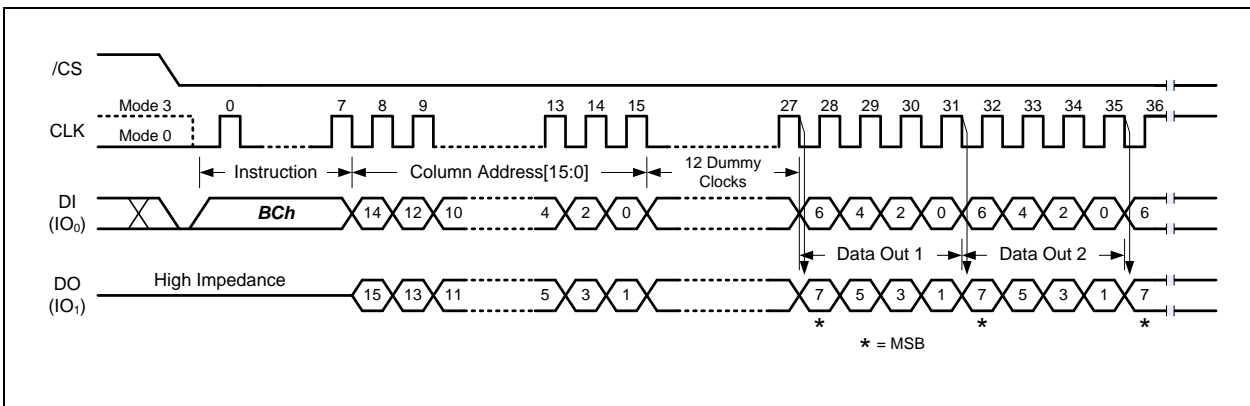 /CS
Mode 3 0 7 8 9 13 14 15 27 28 29 30 31 32 33 34 35 36
CLK Mode 0
Instruction Column Address[15:0] 12 Dummy
Clocks
DI
(IO0) BCh 14 12 10 4 2 0 6 4 2 0 6 4 2 0 6
Data Out 1 Data Out 2
High Impedance
DO
(IO1) 15 13 11 5 3 1 7 5 3 1 7 5 3 1 7
* * *
* = MSB